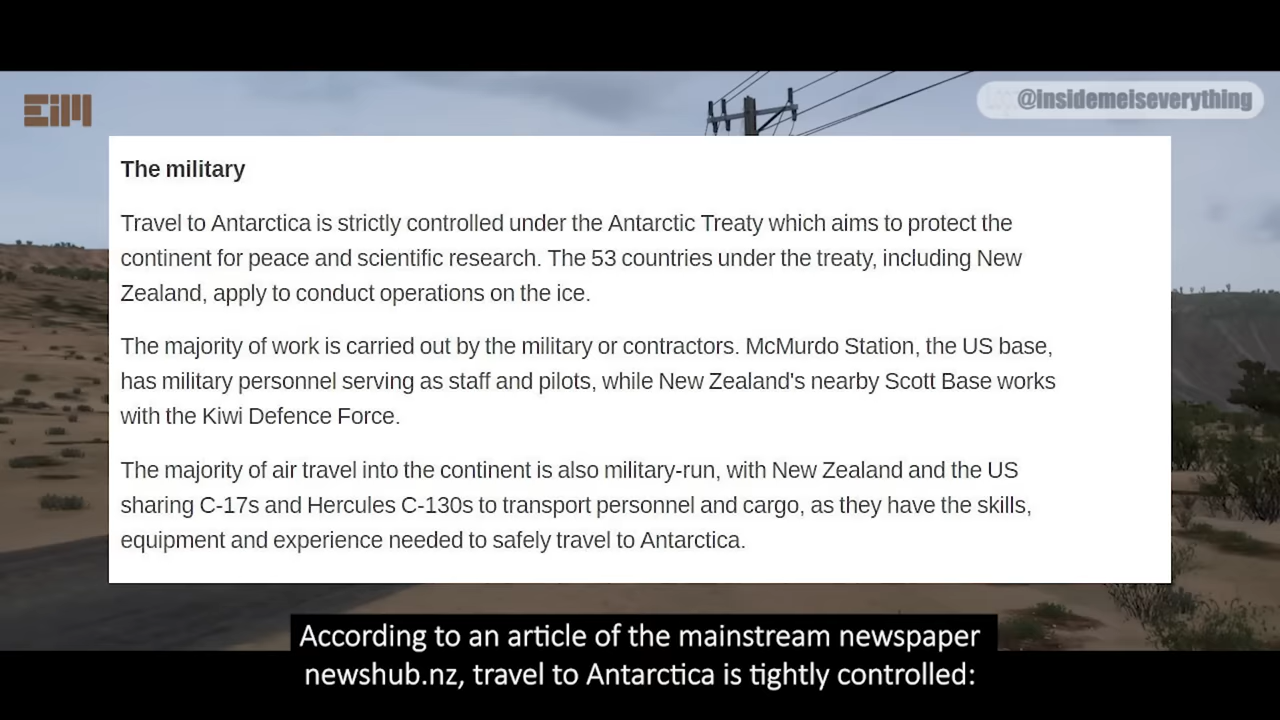 EiM
@Insidemeiseverything
The military
Travel to Antarctica is strictly controlled under the Antarctic Treaty which aims to protect the
continent for peace and scientific research. The 53 countries under the treaty, including New
Zealand, apply to conduct operations on the ice.
The majority of work is carried out by the military or contractors. McMurdo Station, the US base,
has military personnel serving as staff and pilots, while New Zealand's nearby Scott Base works
with the Kiwi Defence Force.
The majority of air travel into the continent is also military-run, with New Zealand and the US
sharing C-17s and Hercules C-130s to transport personnel and cargo, as they have the skills,
equipment and experience needed to safely travel to Antarctica.
According to an article of the mainstream newspaper
newshub.nz, travel to Antarctica is tightly controlled: